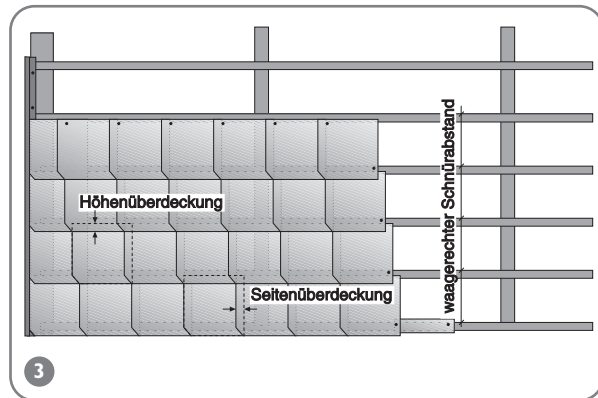 Höhenüberdeckung
Seitenüberdeckung
waagerechter Schnürabstand
3